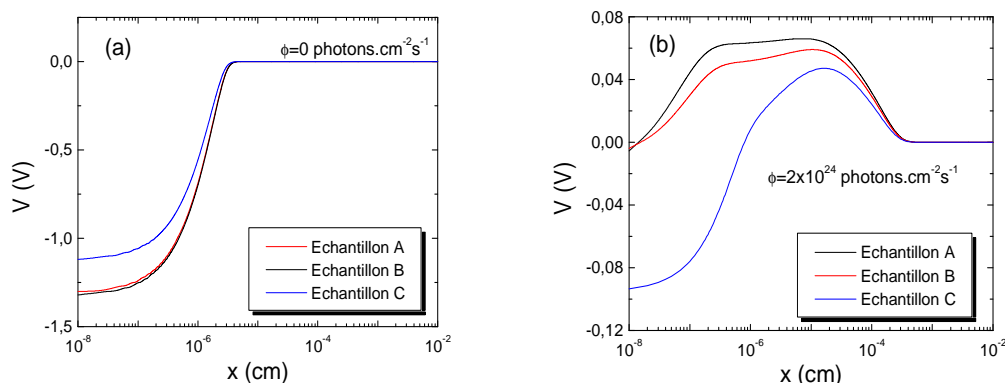 (a)
ϕ=0 photons.cm⁻²s⁻¹
0,0
-0,5
-1,0
-1,5
V (V)
Echantillon A
Echantillon B
Echantillon C
10⁻⁸
10⁻⁶
10⁻⁴
10⁻²
x (cm)
(b)
0,08
0,04
0,00
-0,04
-0,08
-0,12
V (V)
ϕ=2x10²⁴ photons.cm⁻²s⁻¹
Echantillon A
Echantillon B
Echantillon C
10⁻⁸
10⁻⁶
10⁻⁴
10⁻²
x (cm)